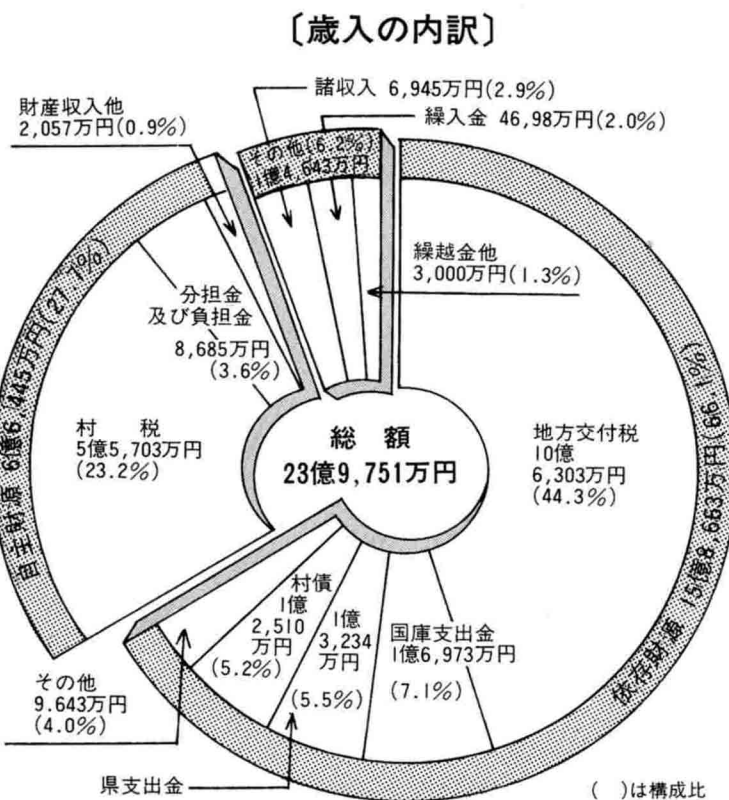 〔歳入の内訳〕
諸収入 6,945万円(2.9%)
繰入金 46,98万円(2.0%)
財産収入他
2,057万円(0.9%)
その他(6.2%)
1億4,643万円
繰越金他
3,000万円(1.3%)
分担金
及び負担金
8,685万円
(3.6%)
自主財源 6億6,445万円(27.1%)
村 税
5億5,703万円
(23.2%)
総 額
23億9,751万円
地方交付税
10億
6,303万円
(44.3%)
依存財源 15億8,663万円(66.1%)
村債
1億
2,510
万円
(5.2%)
1億
3,234
万円
(5.5%)
国庫支出金
1億6,973万円
(7.1%)
その他
9.643万円
(4.0%)
県支出金
( )は構成比